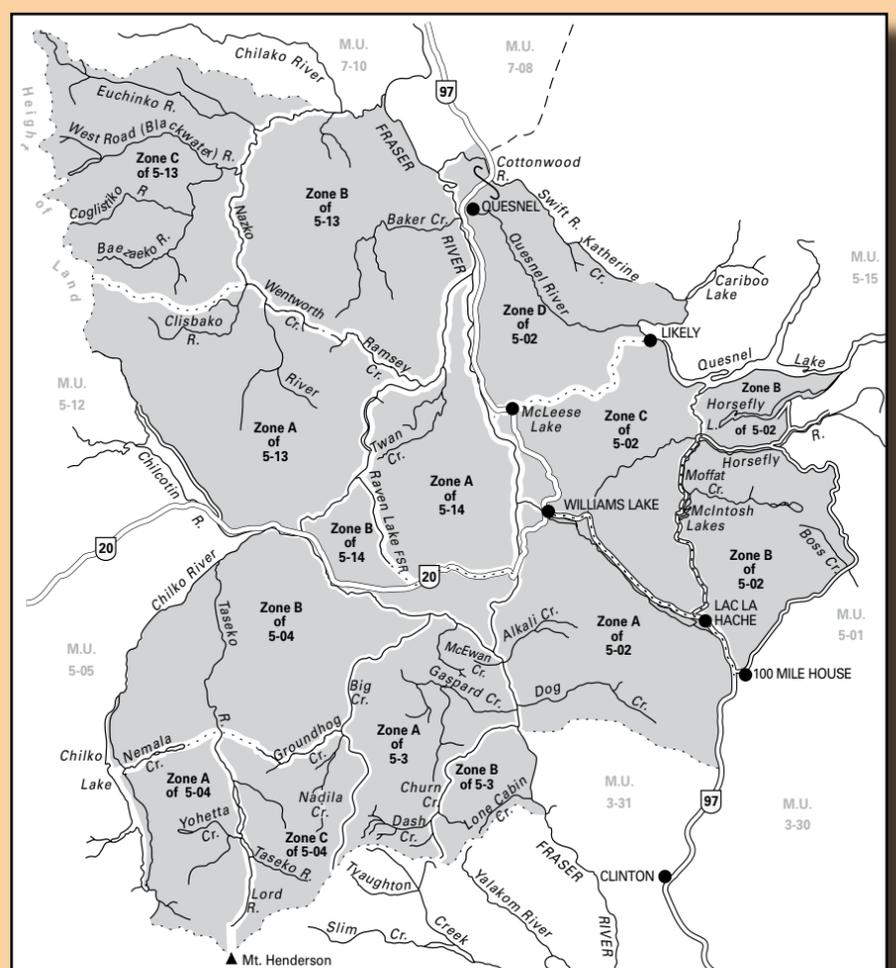 M.U.
7-10
M.U.
7-08
Chilako River
97
Height
of
Land
Euchinko R.
West Road (Blackwater) R.
Zone C
of 5-13
Coglistiko R
Baezaeko R.
Nazko
Zone B
of
5-13
FRASER
RIVER
Baker Cr.
Cottonwood
R.
QUESNEL
Swift R.
Katherine
Cr.
Quesnel River
Cariboo
Lake
M.U.
5-15
Wentworth
Cr.
Clisbako
R.
Zone D
of
5-02
LIKELY
Ramsey
Cr.
Quesnel Lake
M.U.
5-12
River
Zone B
Horsefly
L.
of 5-02
R.
McLeese
Lake
Zone C
of
5-02
Zone A
of
5-13
Twan
Cr.
Horsefly
Chilcotin
R.
Moffat
Cr.
Zone A
of
5-14
Raven Lake FSR
WILLIAMS LAKE
McIntosh
Lakes
Zone B
of
5-14
Boss Cr.
20
20
Zone B
of
5-02
Chilko River
Taseko
R.
Zone B
of
5-04
LAC LA
HACHE
Alkali Cr.
Zone A
of
5-02
M.U.
5-01
M.U.
5-05
McEwan
Cr.
100 MILE HOUSE
Gaspard Cr.
Dog
Cr.
Big
Cr.
Zone A
of
5-3
Groundhog
Cr.
Nemala
Cr.
Chilko
Lake
Zone A
of 5-04
Churn
Cr.
Zone B
of 5-3
Lone Cabin
Cr.
M.U.
3-31
97
M.U.
3-30
Nadila
Cr.
Yohetta
Cr.
Dash
Cr.
Zone C
of 5-04
Taseko R.
Lord
R.
Tyaughton
Creek
Yalakom River
FRASER
RIVER
CLINTON
Slim Cr.
Mt. Henderson